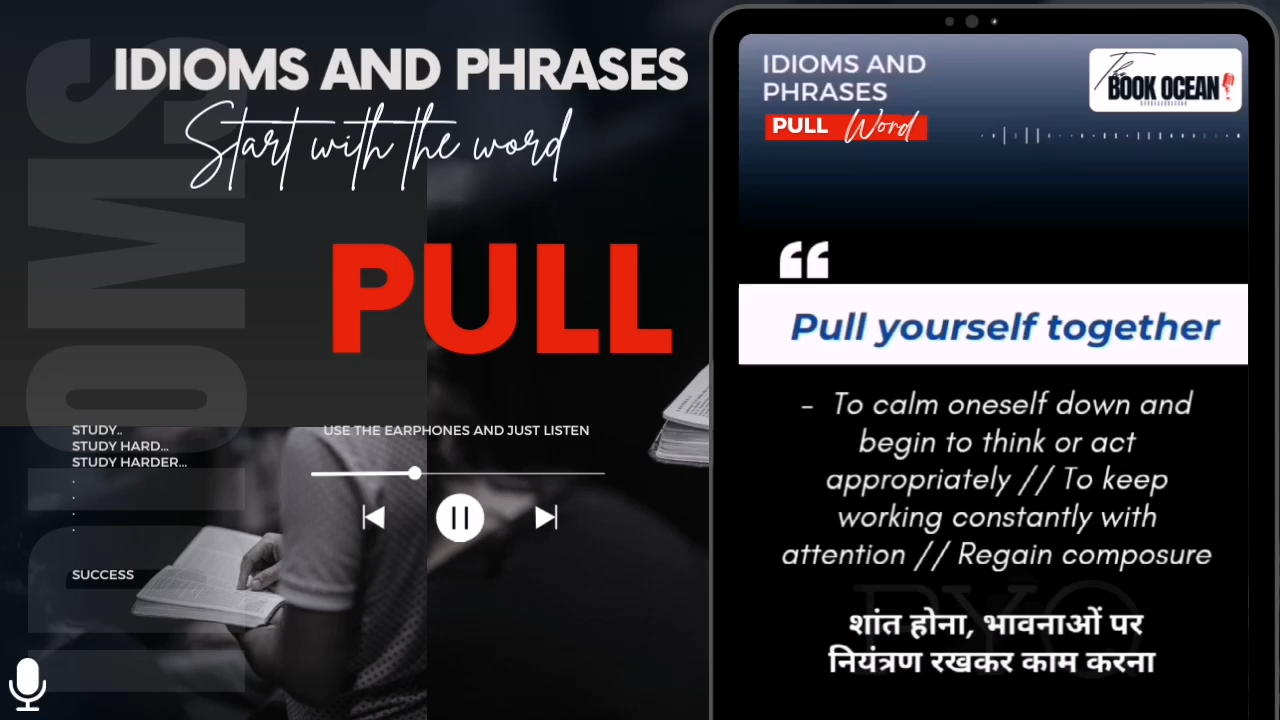 IDIOMS
IDIOMS AND PHRASES
Start with the word
PULL
STUDY..
STUDY HARD...
STUDY HARDER...
.
.
.
.
SUCCESS
USE THE EARPHONES AND JUST LISTEN
IDIOMS AND
PHRASES
PULL Word
The
BOOK OCEAN
“
Pull yourself together
- To calm oneself down and
begin to think or act
appropriately // To keep
working constantly with
attention // Regain composure
शांत होना, भावनाओं पर
नियंत्रण रखकर काम करना